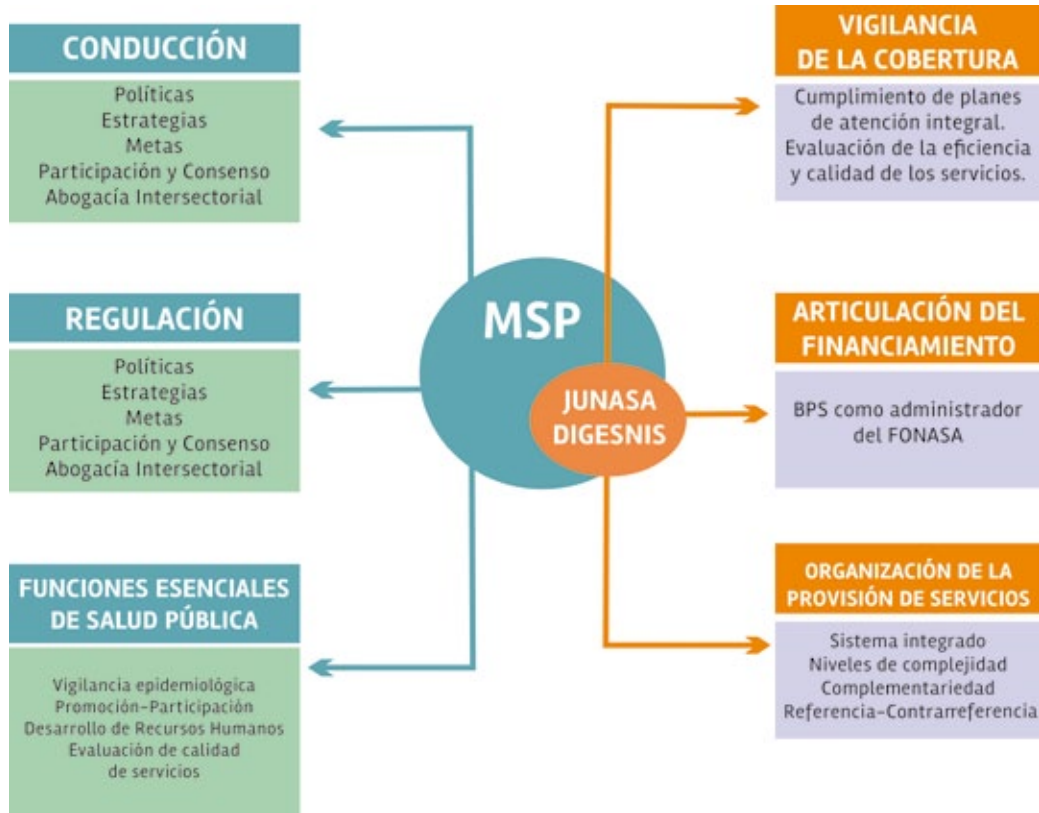 CONDUCCIÓN
Políticas
Estrategias
Metas
Participación y Consenso
Abogacía Intersectorial
REGULACIÓN
Políticas
Estrategias
Metas
Participación y Consenso
Abogacía Intersectorial
FUNCIONES ESENCIALES
DE SALUD PÚBLICA
Vigilancia epidemiológica
Promoción-Participación
Desarrollo de Recursos Humanos
Evaluación de calidad
de servicios
MSP
JUNASA
DIGESNIS
VIGILANCIA
DE LA COBERTURA
Cumplimiento de planes
de atención integral.
Evaluación de la eficiencia
y calidad de los servicios.
ARTICULACIÓN DEL
FINANCIAMIENTO
BPS como administrador
del FONASA
ORGANIZACIÓN DE LA
PROVISIÓN DE SERVICIOS
Sistema integrado
Niveles de complejidad
Complementariedad
Referencia-Contrarreferencia